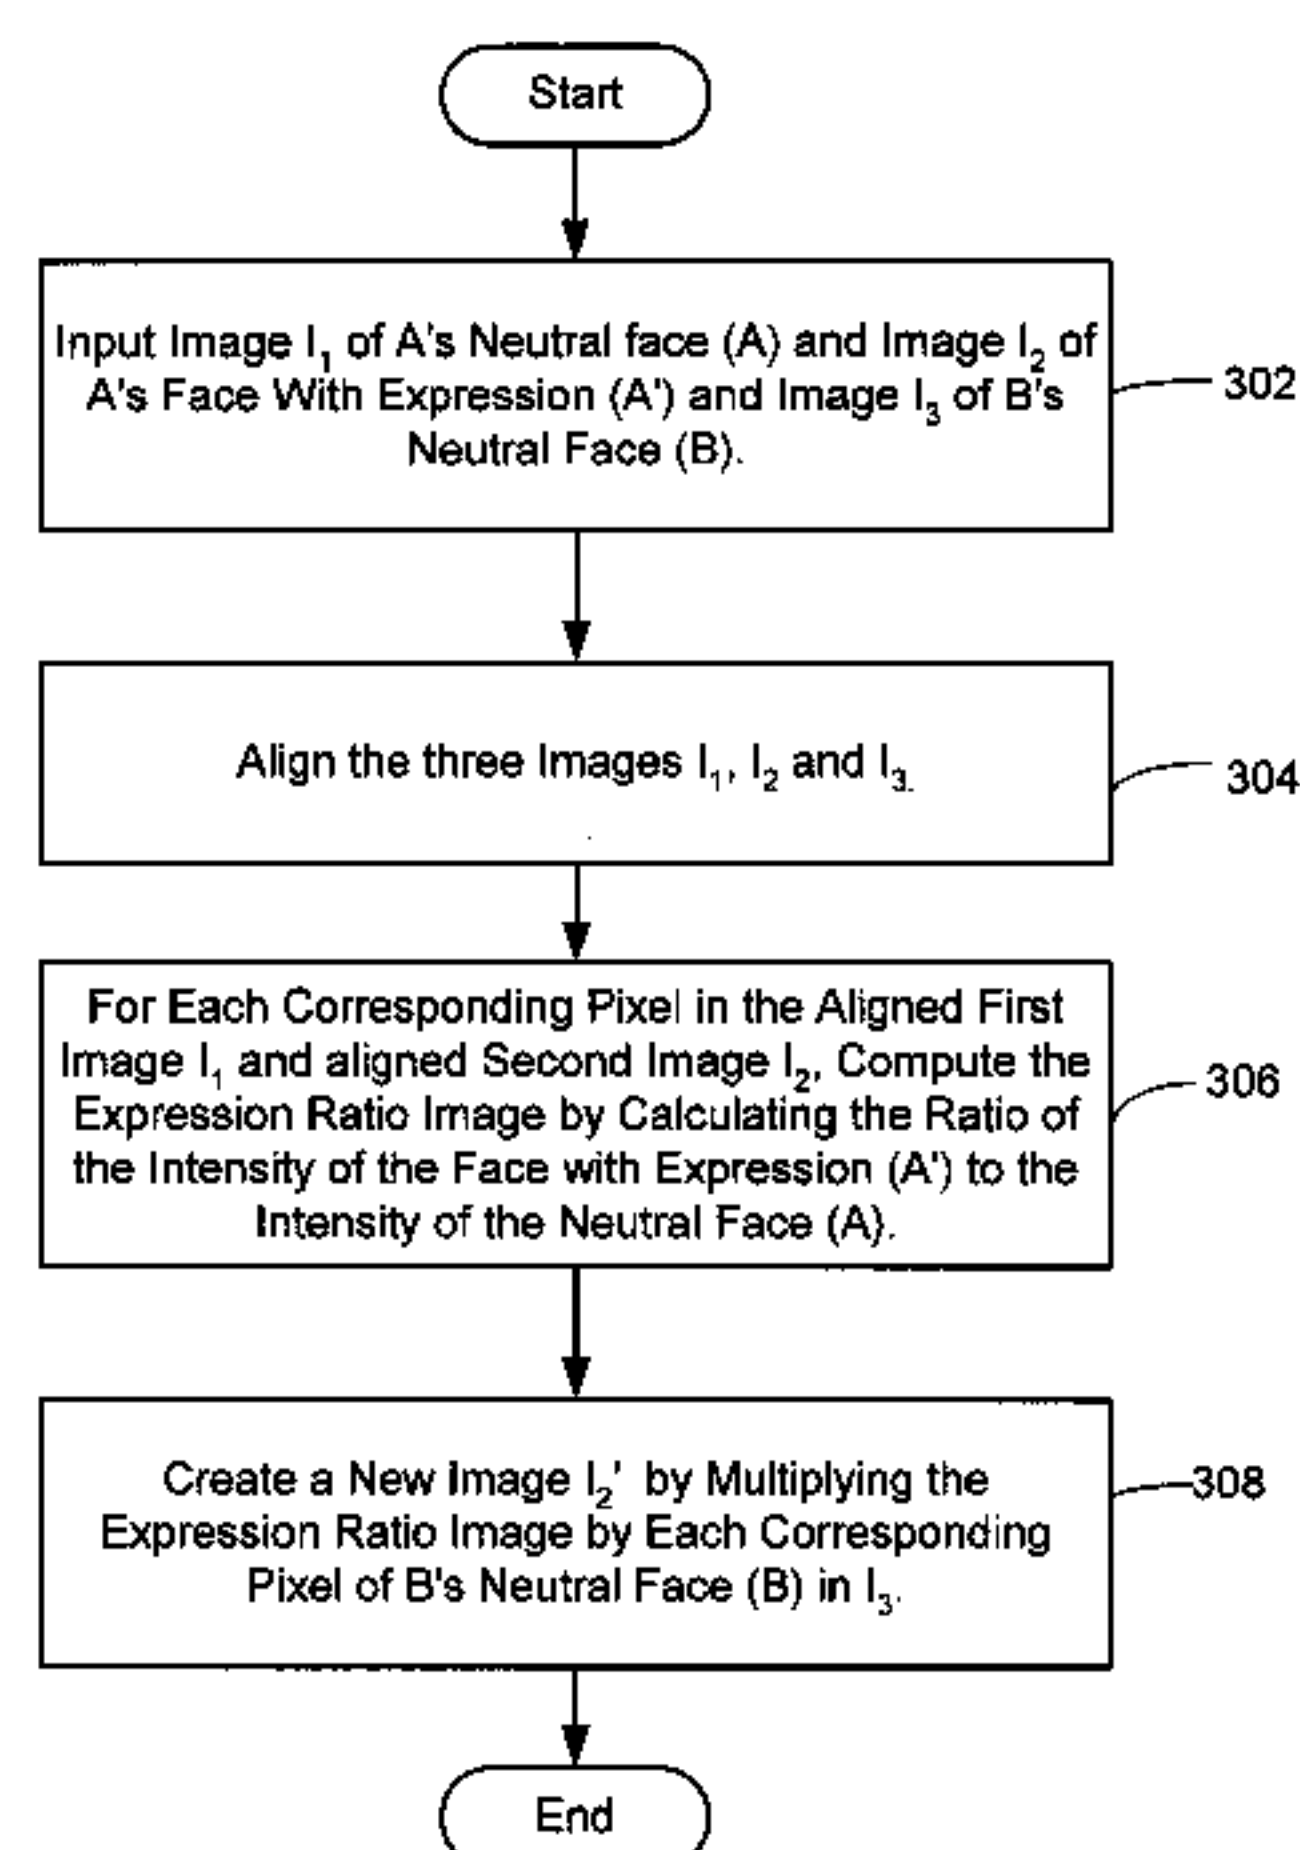 Start
Input Image I₁ of A's Neutral face (A) and Image I₂ of
A's Face With Expression (A') and Image I₃ of B's
Neutral Face (B).
302
Align the three Images I₁, I₂ and I₃.
304
For Each Corresponding Pixel in the Aligned First
Image I₁ and aligned Second Image I₂, Compute the
Expression Ratio Image by Calculating the Ratio of
the Intensity of the Face with Expression (A') to the
Intensity of the Neutral Face (A).
306
Create a New Image I₂' by Multiplying the
Expression Ratio Image by Each Corresponding
Pixel of B's Neutral Face (B) in I₃.
308
End